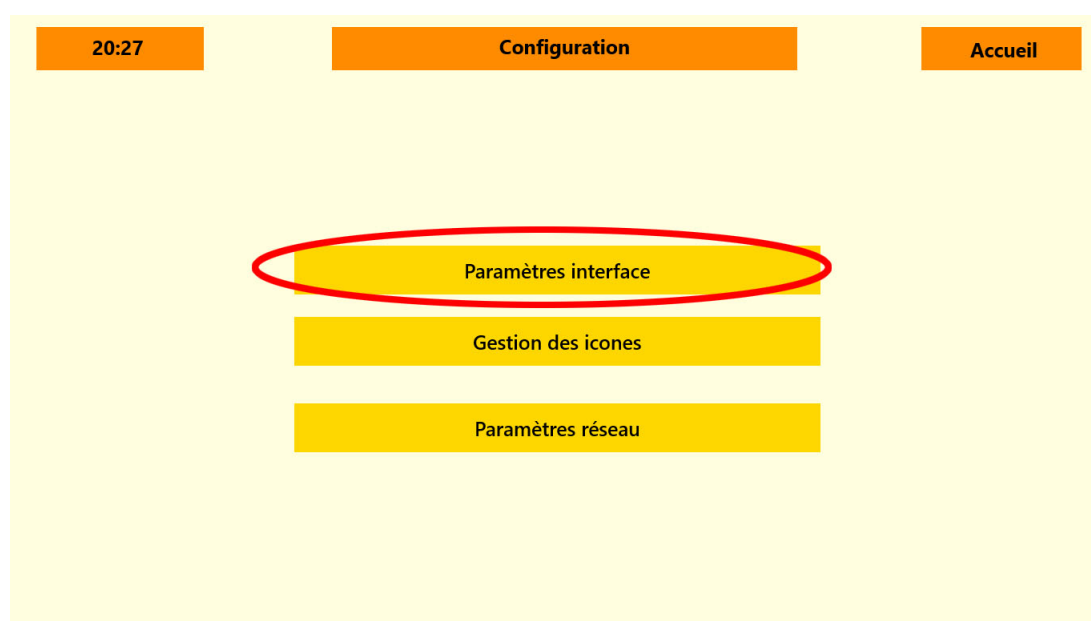 20:27
Configuration
Accueil
Paramètres interface
Gestion des icones
Paramètres réseau